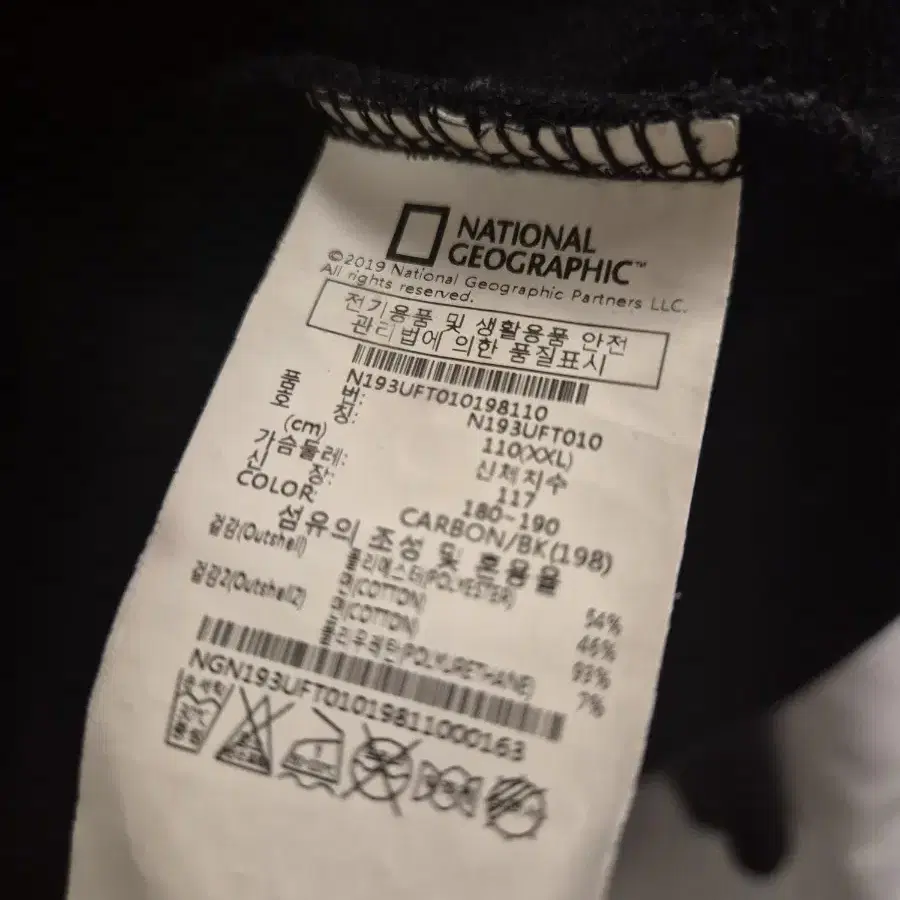 NATIONAL
GEOGRAPHIC™
©2019 National Geographic Partners LLC.
All rights reserved.
전기용품 및 생활용품 안전
관리법에 의한 품질표시
N193UFT010198110
품 번: N193UFT010
호 칭: 110(XXL)
(cm) 신체치수
가슴둘레: 117
신 장: 180~190
COLOR: CARBON/BK(198)
섬유의 조성 및 혼용율
겉감(Outshell) 폴리에스터(POLYESTER) 54%
면(COTTON) 46%
겉감2(Outshell2) 면(COTTON) 93%
폴리우레탄(POLYURETHANE) 7%
NGN193UFT01019811000163